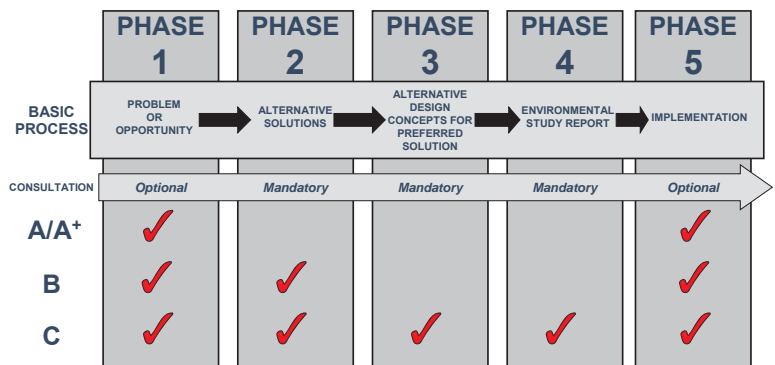 PHASE 1
PHASE 2
PHASE 3
PHASE 4
PHASE 5
BASIC
PROCESS
PROBLEM
OR
OPPORTUNITY
ALTERNATIVE
SOLUTIONS
ALTERNATIVE
DESIGN
CONCEPTS FOR
PREFERRED
SOLUTION
ENVIRONMENTAL
STUDY REPORT
IMPLEMENTATION
CONSULTATION
Optional
Mandatory
Mandatory
Mandatory
Optional
A/A+
B
C